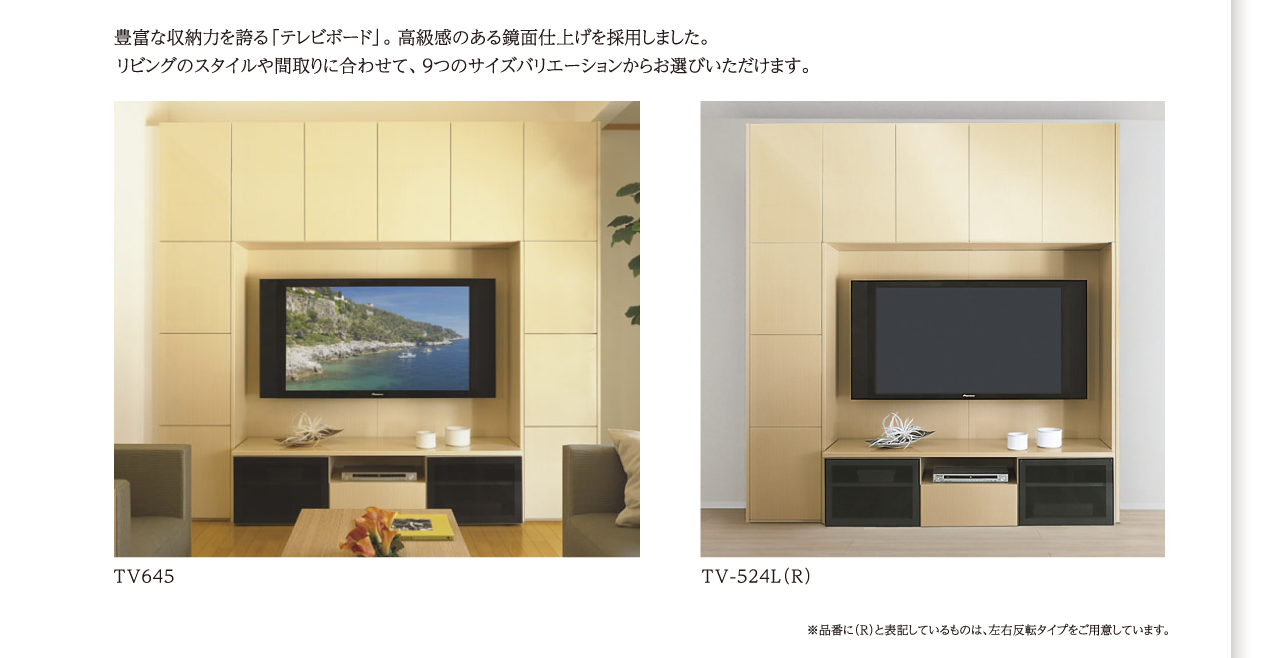 豊富な収納力を誇る「テレビボード」。高級感のある鏡面仕上げを採用しました。
リビングのスタイルや間取りに合わせて、9つのサイズバリエーションからお選びいただけます。
TV645
TV-524L(R)
※品番に(R)と表記しているものは、左右反転タイプをご用意しています。